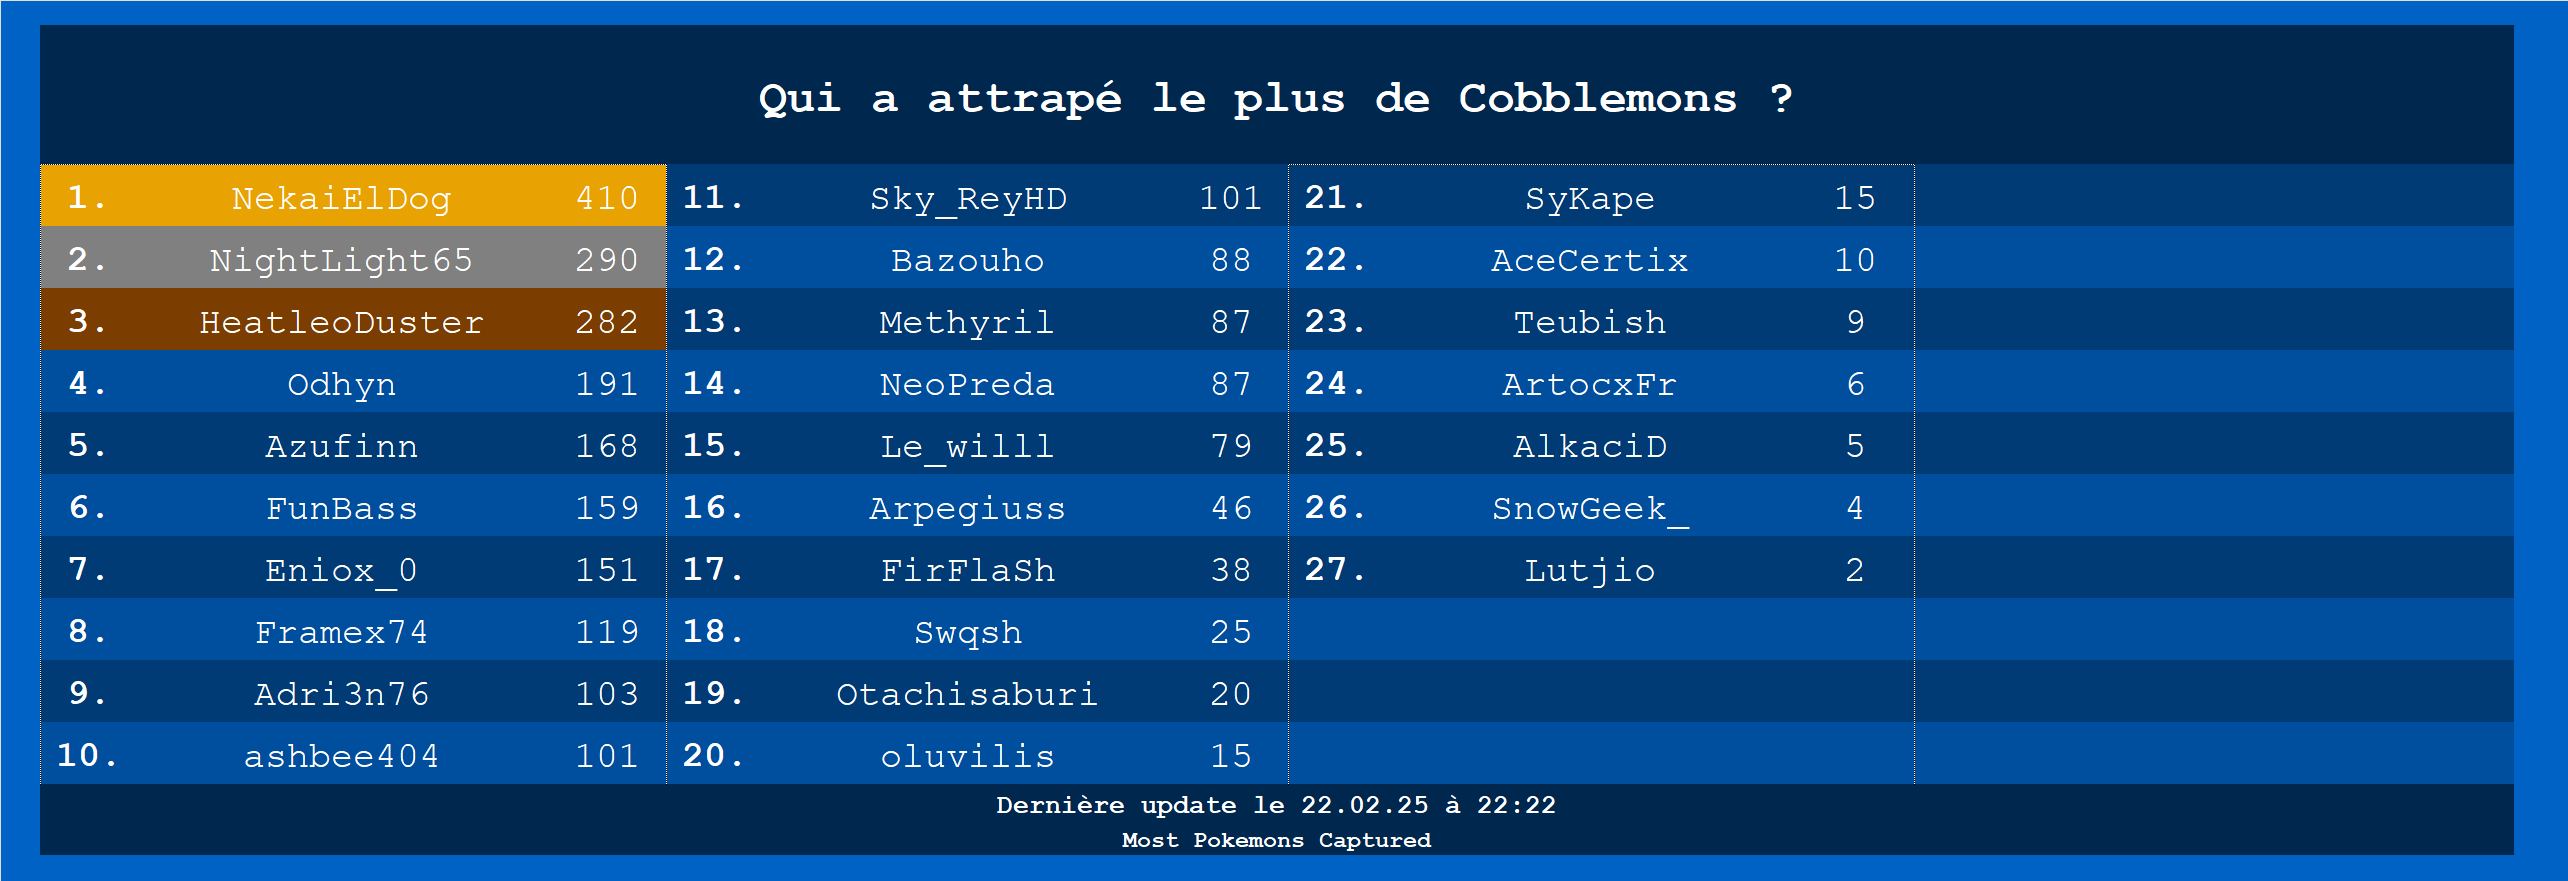 Qui a attrapé le plus de Cobblemons ?
1. NekaiElDog 410
2. NightLight65 290
3. HeatleoDuster 282
4. Odhyn 191
5. Azufinn 168
6. FunBass 159
7. Eniox_0 151
8. Framex74 119
9. Adri3n76 103
10. ashbee404 101
11. Sky_ReyHD 101
12. Bazouho 88
13. Methyril 87
14. NeoPreda 87
15. Le_willl 79
16. Arpegiuss 46
17. FirFlaSh 38
18. Swqsh 25
19. Otachisaburi 20
20. oluvilis 15
21. SyKape 15
22. AceCertix 10
23. Teubish 9
24. ArtocxFr 6
25. AlkaciD 5
26. SnowGeek_ 4
27. Lutjio 2
Dernière update le 22.02.25 à 22:22
Most Pokemons Captured